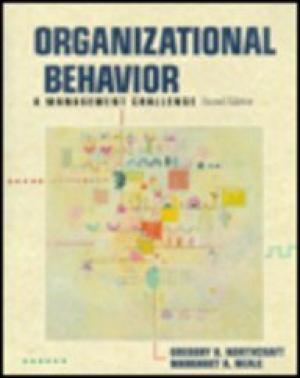 ORGANIZATIONAL
BEHAVIOR
A MANAGEMENT CHALLENGE Second Edition
GREGORY B. NORTHCRAFT
MARGARET A. NEALE